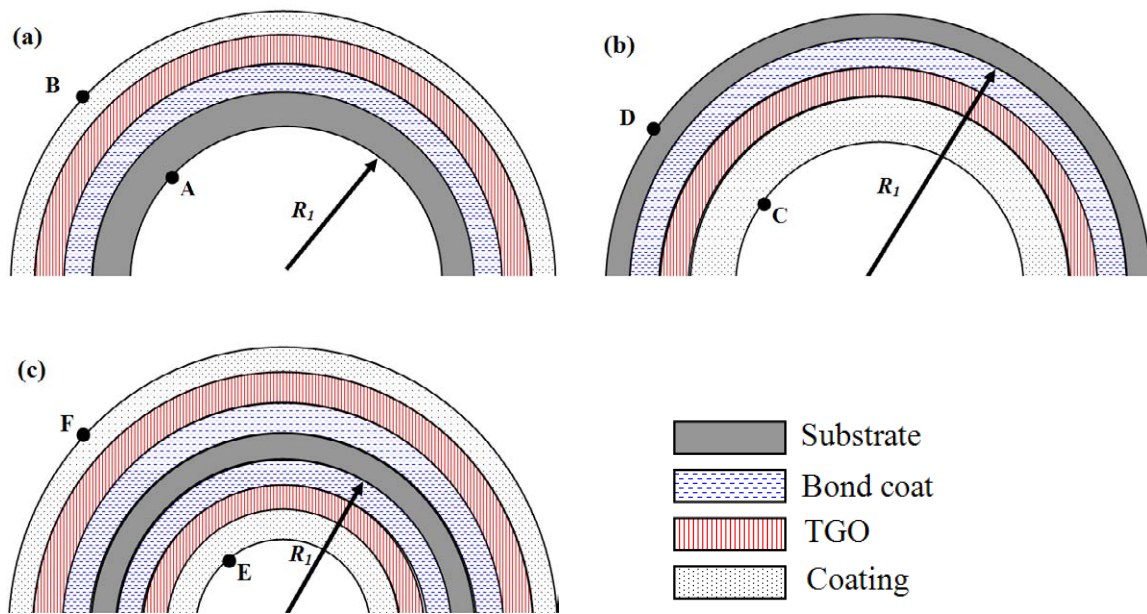 (a)
B
A
R1
(b)
D
C
R1
(c)
F
E
R1
Substrate
Bond coat
TGO
Coating